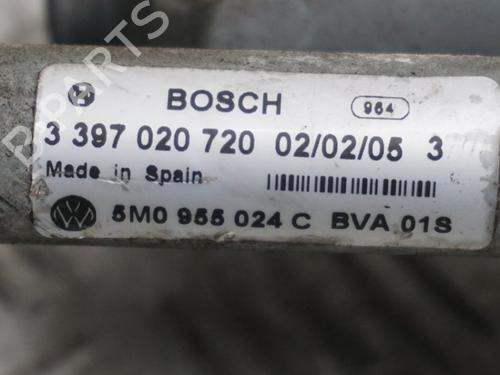 BOSCH 964
3 397 020 720 02/02/05 3
Made in Spain
5M0 955 024 C BVA 01S
B-PARTS